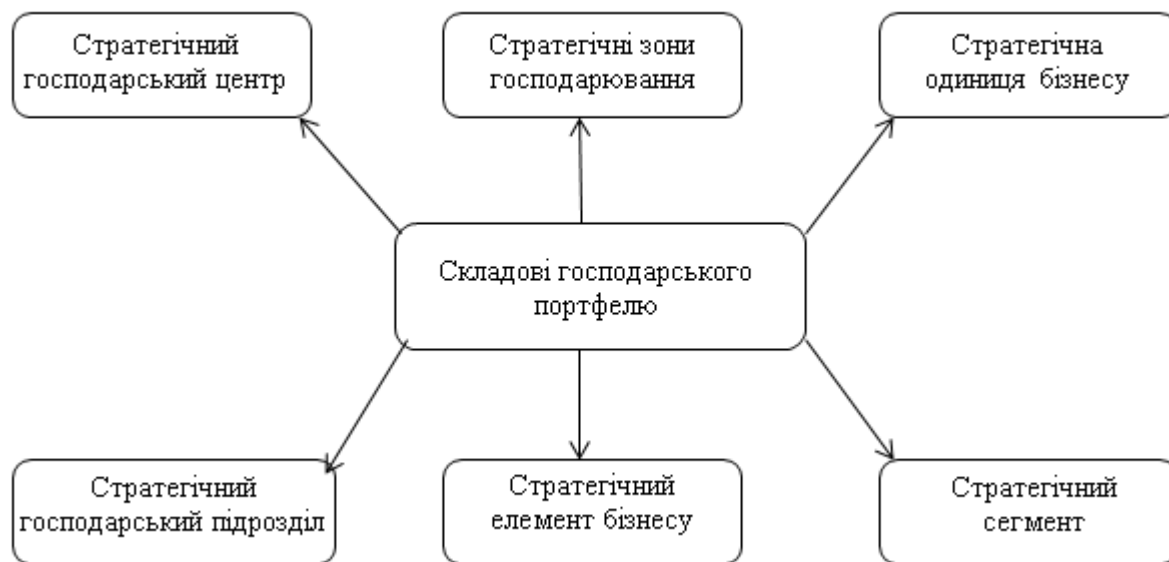 Стратегічний
господарський центр
Стратегічні зони
господарювання
Стратегічна
одиниця бізнесу
Складові господарського
портфелю
Стратегічний
господарський підрозділ
Стратегічний
елемент бізнесу
Стратегічний
сегмент